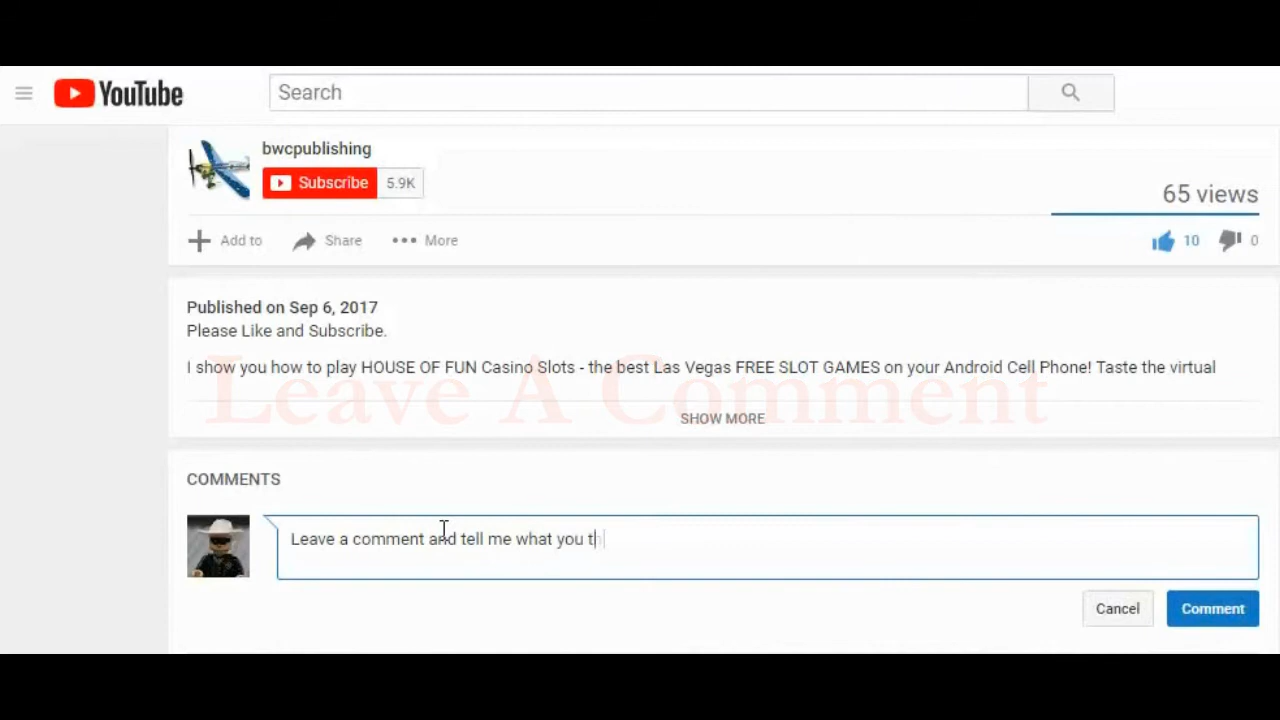 YouTube
Search
bwcpublishing
Subscribe 5.9K
65 views
Add to Share More
10 0
Published on Sep 6, 2017
Please Like and Subscribe.
I show you how to play HOUSE OF FUN Casino Slots - the best Las Vegas FREE SLOT GAMES on your Android Cell Phone! Taste the virtual
Leave A Comment
SHOW MORE
COMMENTS
Leave a comment and tell me what you th
Cancel Comment